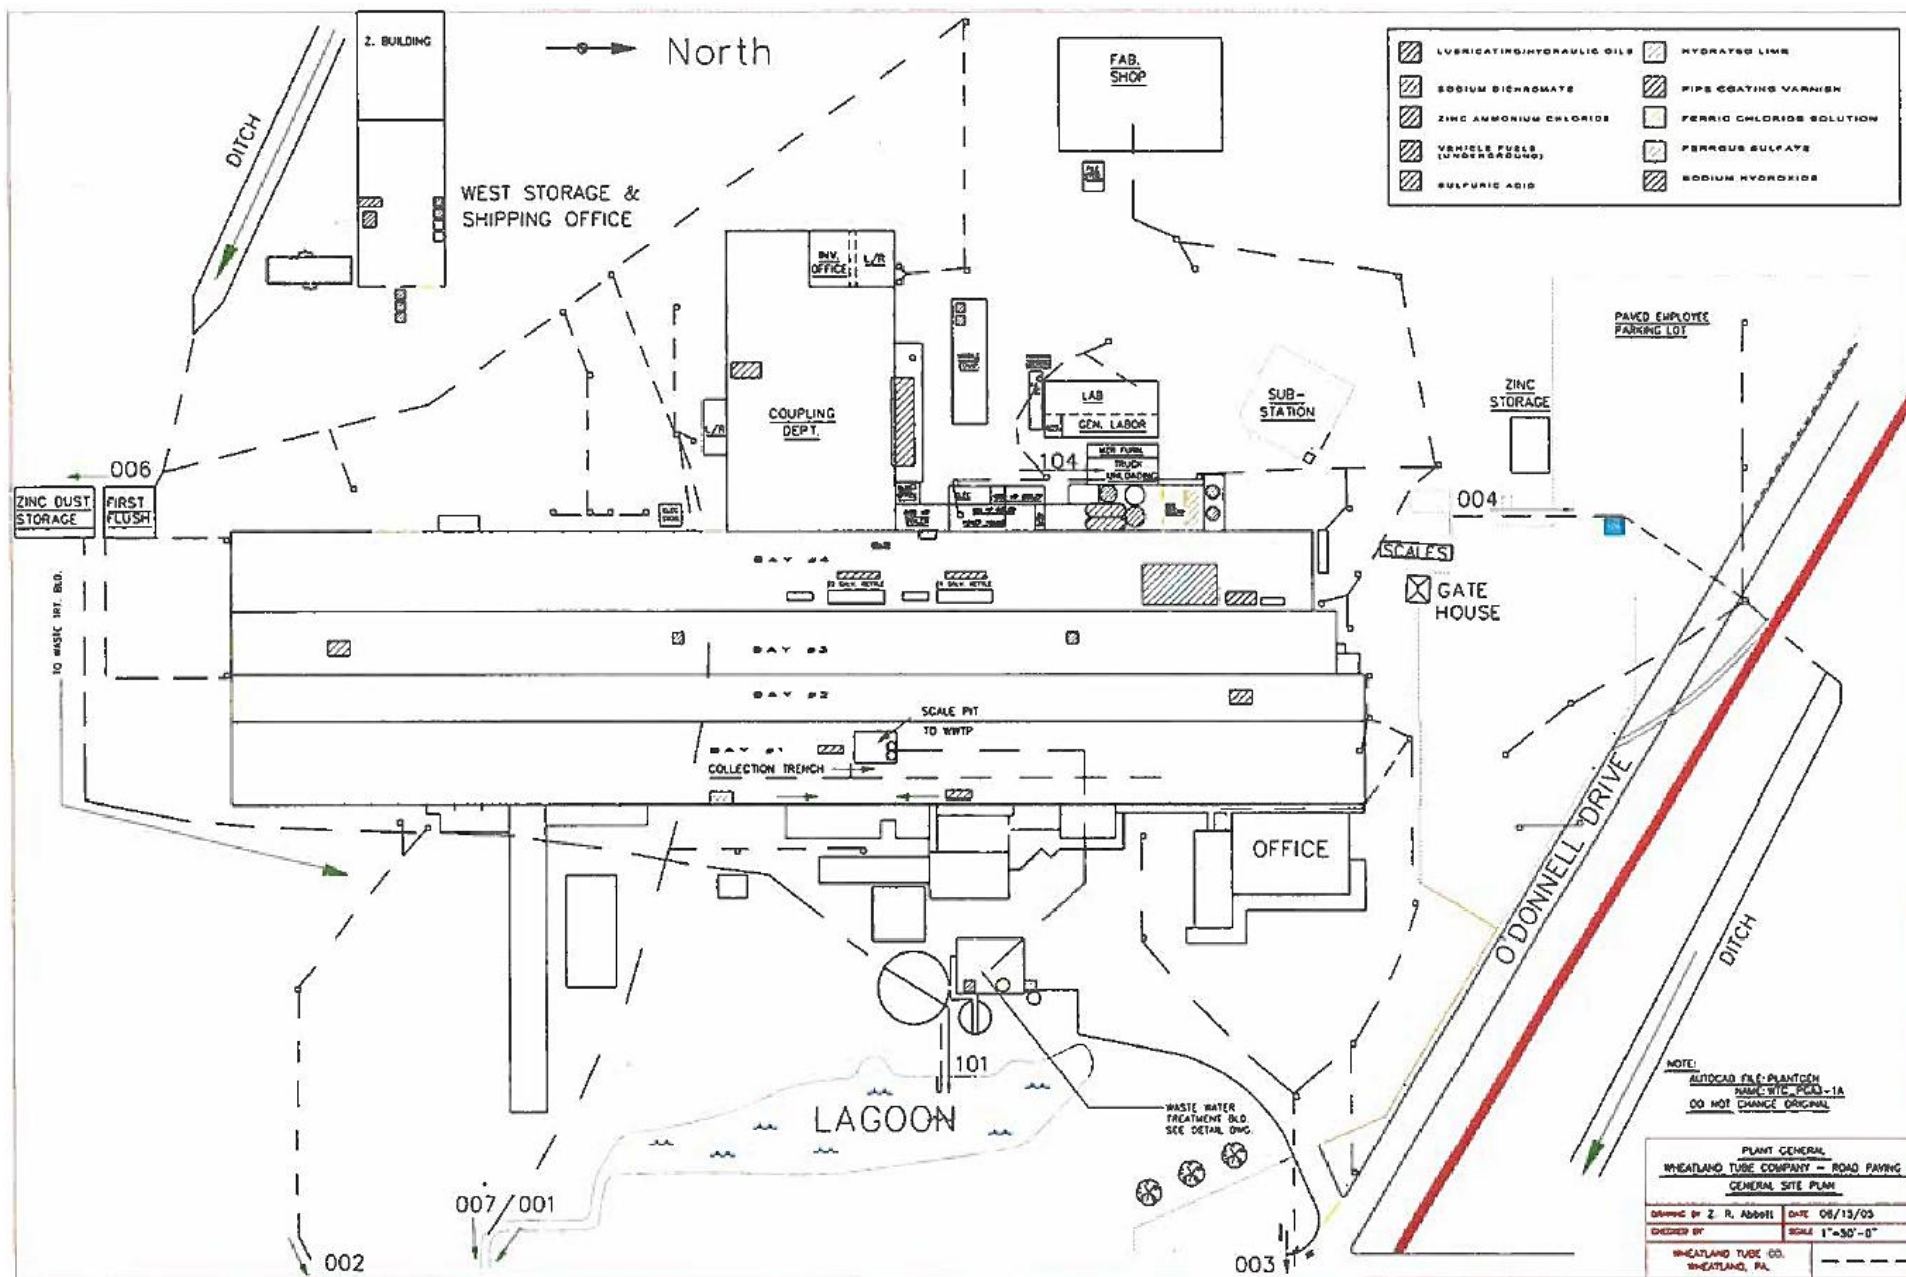 Z. BUILDING
North
FAB.
SHOP
LUBRICATING/HYDRAULIC OILS
SODIUM DICHROMATE
ZINC AMMONIUM CHLORIDE
VEHICLE FUELS
(UNDERGROUND)
SULFURIC ACID
HYDRATED LIME
PIPE COATING VARNISH
FERRIC CHLORIDE SOLUTION
FERROUS SULFATE
SODIUM HYDROXIDE
DITCH
WEST STORAGE &
SHIPPING OFFICE
INV.
OFFICE
L/R
PAVED EMPLOYEE
PARKING LOT
COUPLING
DEPT.
L/R
LAB
GEN. LABOR
SUB-
STATION
ZINC
STORAGE
TRUCK
UNLOADING
104
006
004
ZINC DUST
STORAGE
FIRST
FLUSH
SCALES
GATE
HOUSE
BAY #4
BAY #3
BAY #2
BAY #1
SCALE PIT
TO WWTP
COLLECTION TRENCH
TO WASTE TRT. BLD.
OFFICE
O'DONNELL DRIVE
DITCH
101
LAGOON
WASTE WATER
TREATMENT BLD.
SEE DETAIL DWG.
007
001
002
003
NOTE:
AUTOCAD FILE: PLANTGEN
DO NOT CHANGE ORIGINAL
PLANT GENERAL
WHEATLAND TUBE COMPANY - ROAD PAVING
GENERAL SITE PLAN
DRAWING BY Z. R. Abbott
DATE 06/13/03
CHECKED BY
SCALE 1"=30'-0"
WHEATLAND TUBE CO.
WHEATLAND, PA.